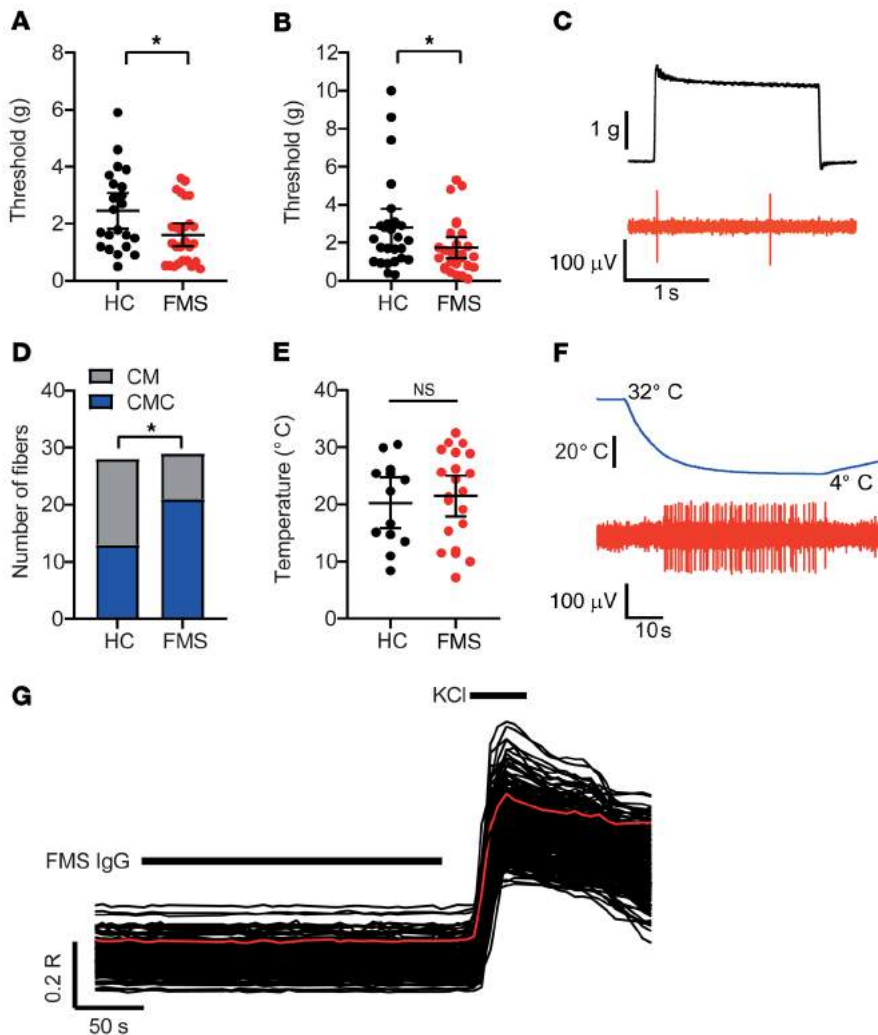 A
Threshold (g)
8
6
4
2
0
*
HC
FMS
B
Threshold (g)
12
10
8
6
4
2
0
*
HC
FMS
C
1 g
100 µV
1 s
D
CM
CMC
Number of fibers
40
30
20
10
0
*
HC
FMS
E
Temperature (° C)
40
30
20
10
0
NS
HC
FMS
F
32° C
20° C
4° C
100 µV
10s
G
KCl
FMS IgG
0.2 R
50 s